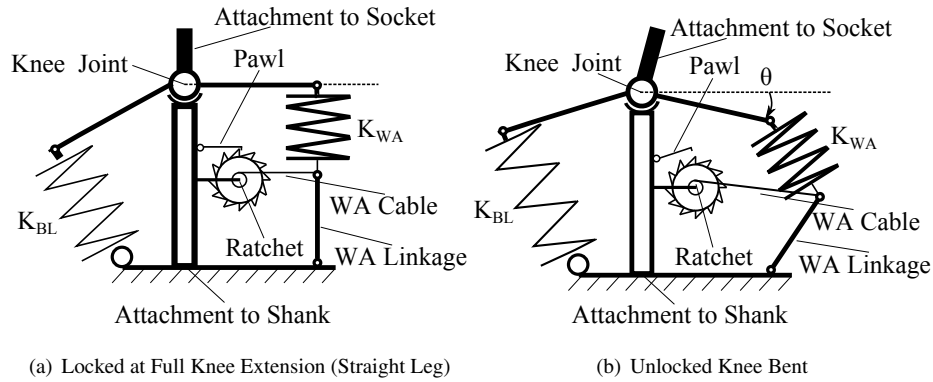 Attachment to Socket
Knee Joint
Pawl
K_WA
K_BL
WA Cable
Ratchet
WA Linkage
Attachment to Shank
(a) Locked at Full Knee Extension (Straight Leg)
Attachment to Socket
Knee Joint
Pawl
θ
K_WA
K_BL
WA Cable
Ratchet
WA Linkage
Attachment to Shank
(b) Unlocked Knee Bent